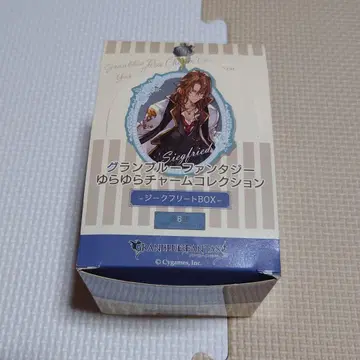 Siegfried
グランブルーファンタジー
ゆらゆらチャームコレクション
~ジークフリートBOX~
6
GRANBLUE FANTASY
© Cygames, Inc.